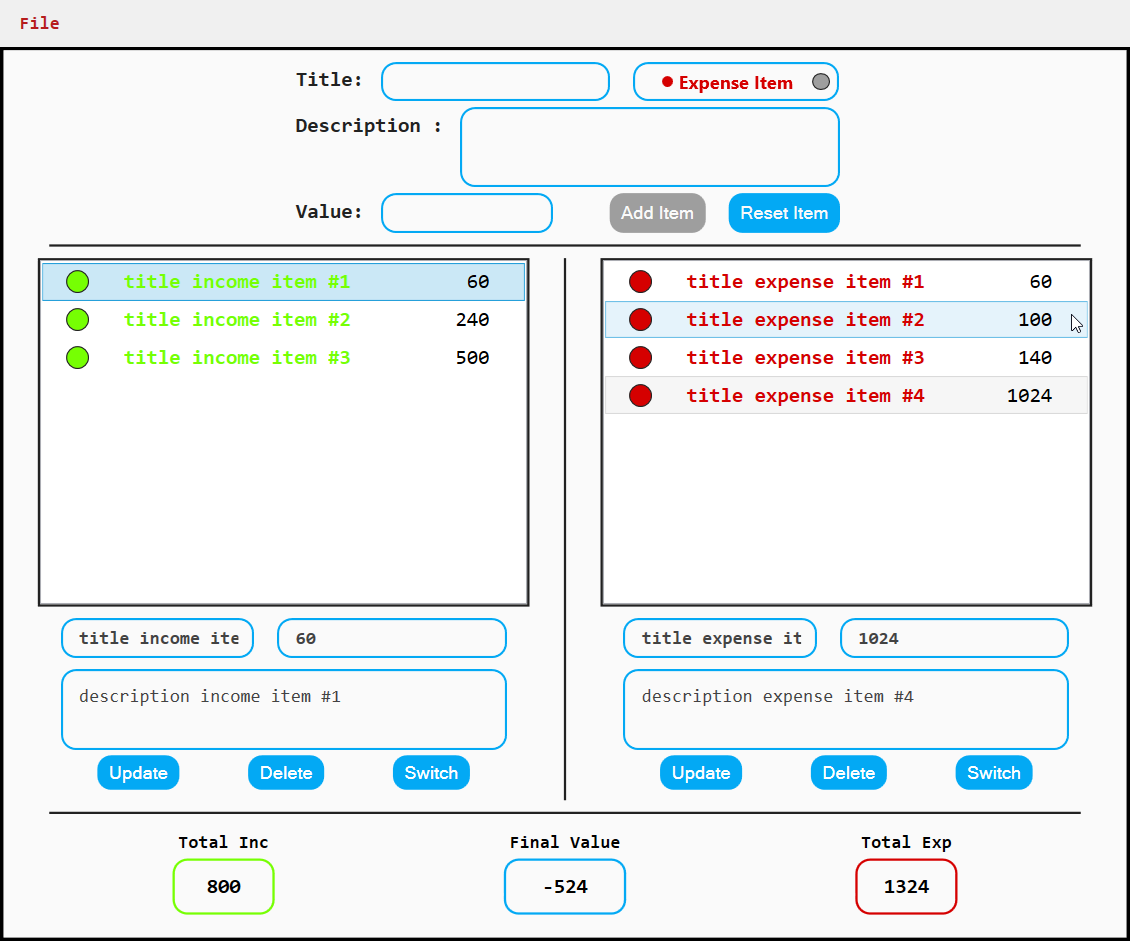 File
Title: Expense Item
Description :
Value: Add Item Reset Item
title income item #1 60
title income item #2 240
title income item #3 500
title expense item #1 60
title expense item #2 100
title expense item #3 140
title expense item #4 1024
title income ite 60
description income item #1
Update Delete Switch
title expense it 1024
description expense item #4
Update Delete Switch
Total Inc Final Value Total Exp
800 -524 1324